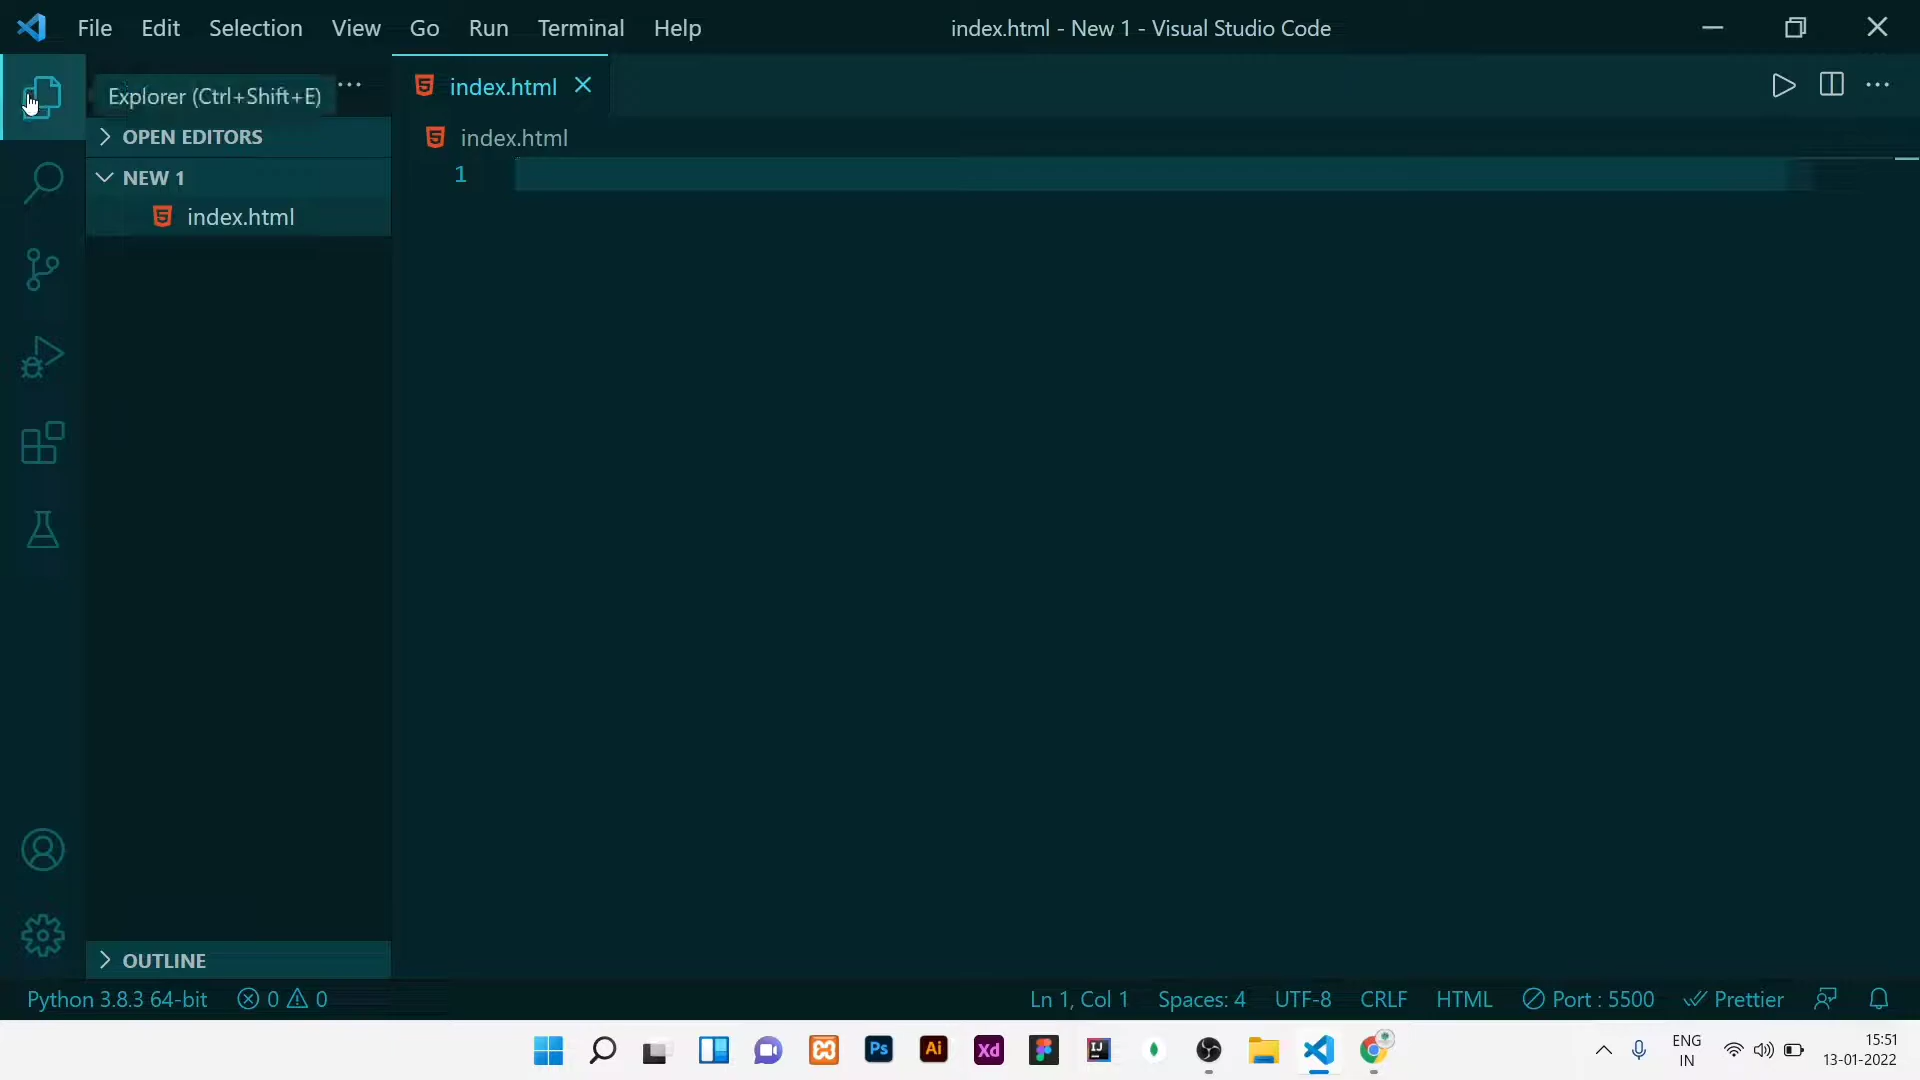 File Edit Selection View Go Run Terminal Help
index.html - New 1 - Visual Studio Code
Explorer (Ctrl+Shift+E)
···
index.html
···
OPEN EDITORS
index.html
NEW 1
1
index.html
OUTLINE
Python 3.8.3 64-bit 0 0
Ln 1, Col 1 Spaces: 4 UTF-8 CRLF HTML Port : 5500 Prettier
Ps Ai Xd IJ
ENG
IN
15:51
13-01-2022